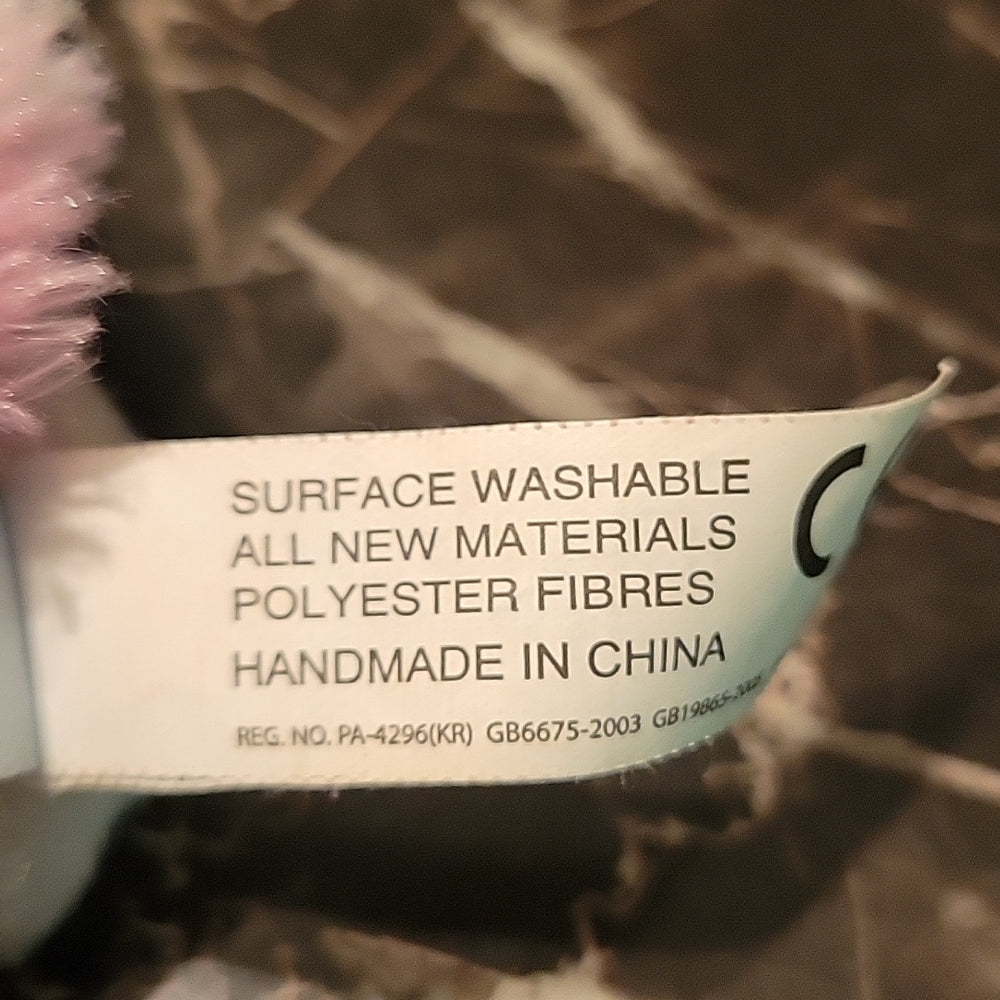 SURFACE WASHABLE
ALL NEW MATERIALS
POLYESTER FIBRES
HANDMADE IN CHINA
REG. NO. PA-4296(KR) GB6675-2003